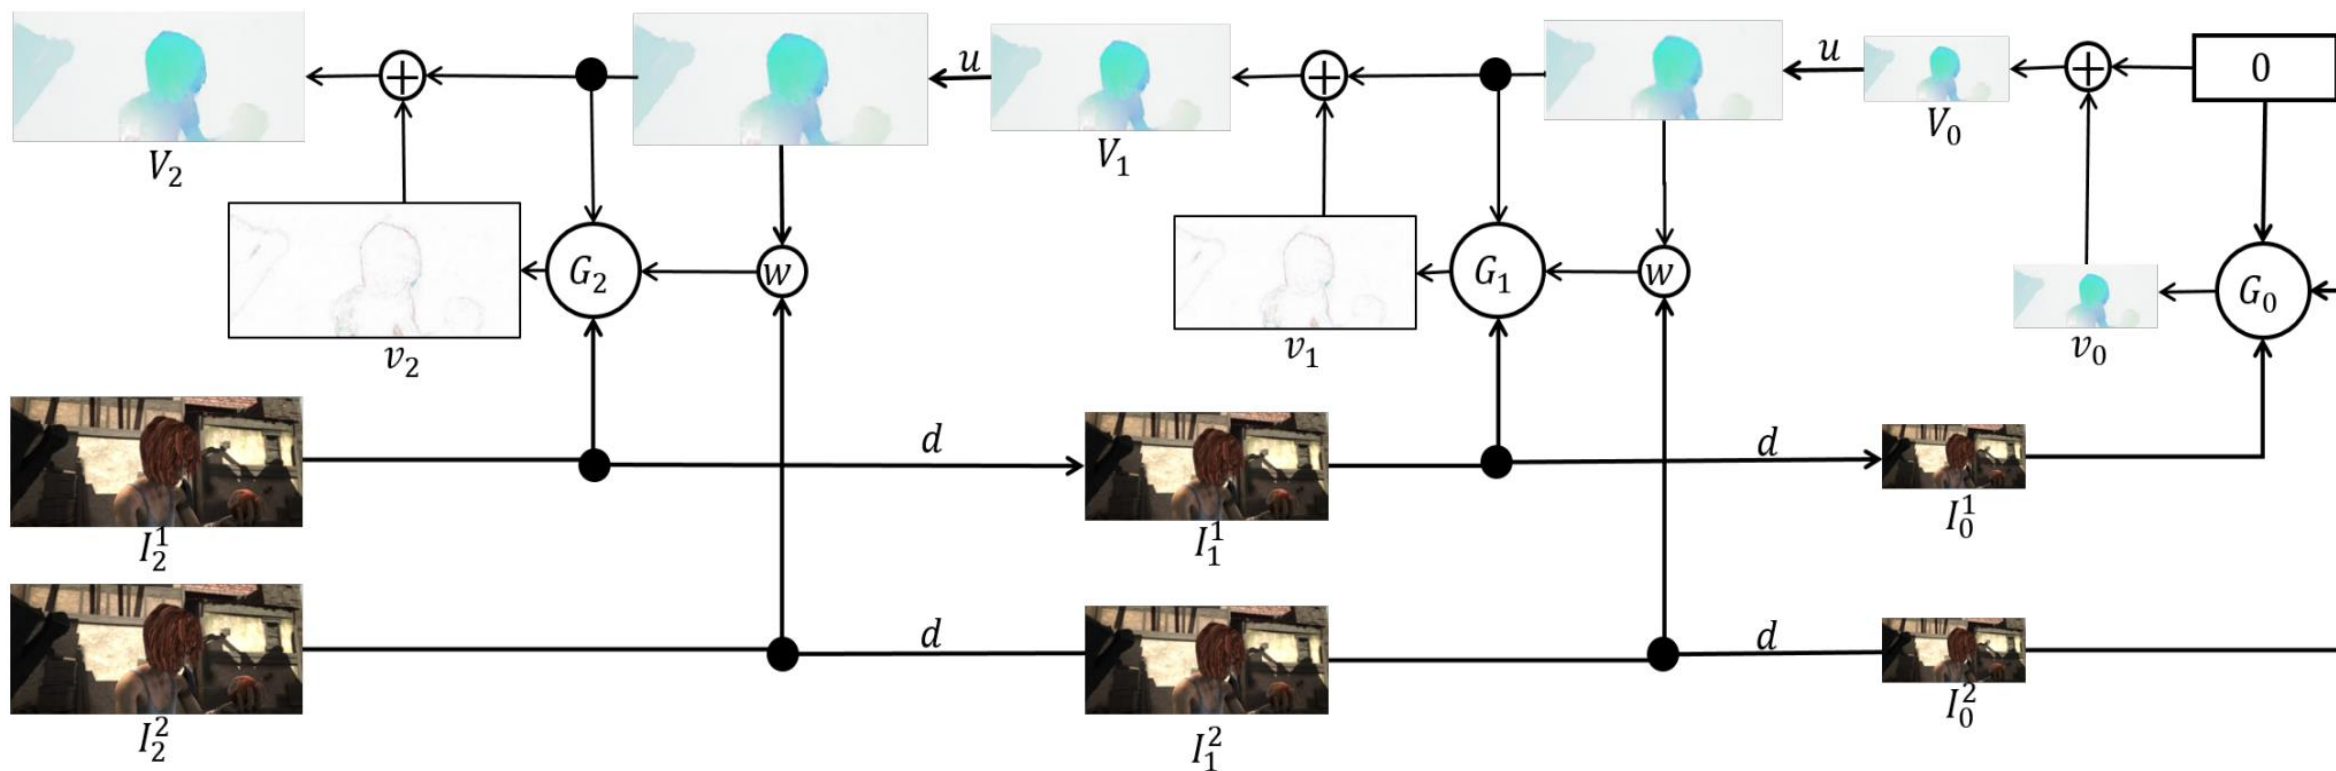 u
u
0
+
+
+
V₂
V₁
V₀
G₂
w
G₁
w
G₀
v₂
v₁
v₀
d
d
I₂¹
I₁¹
I₀¹
d
d
I₂²
I₁²
I₀²